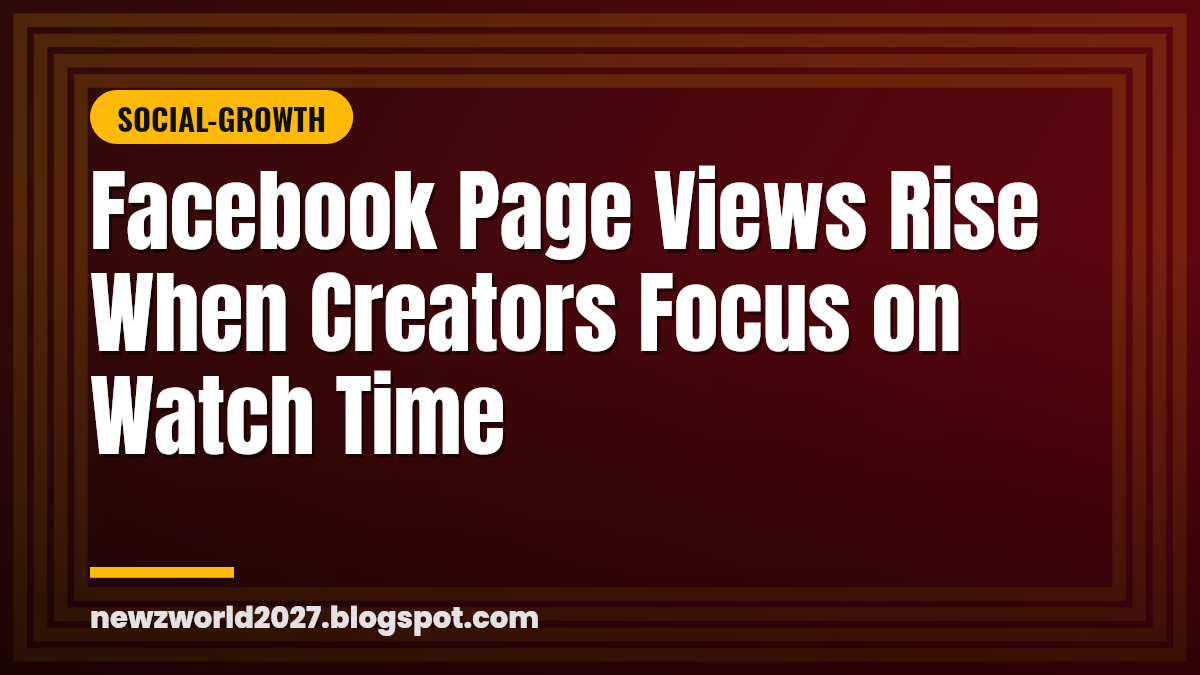 SOCIAL-GROWTH
Facebook Page Views Rise
When Creators Focus on
Watch Time
newzworld2027.blogspot.com